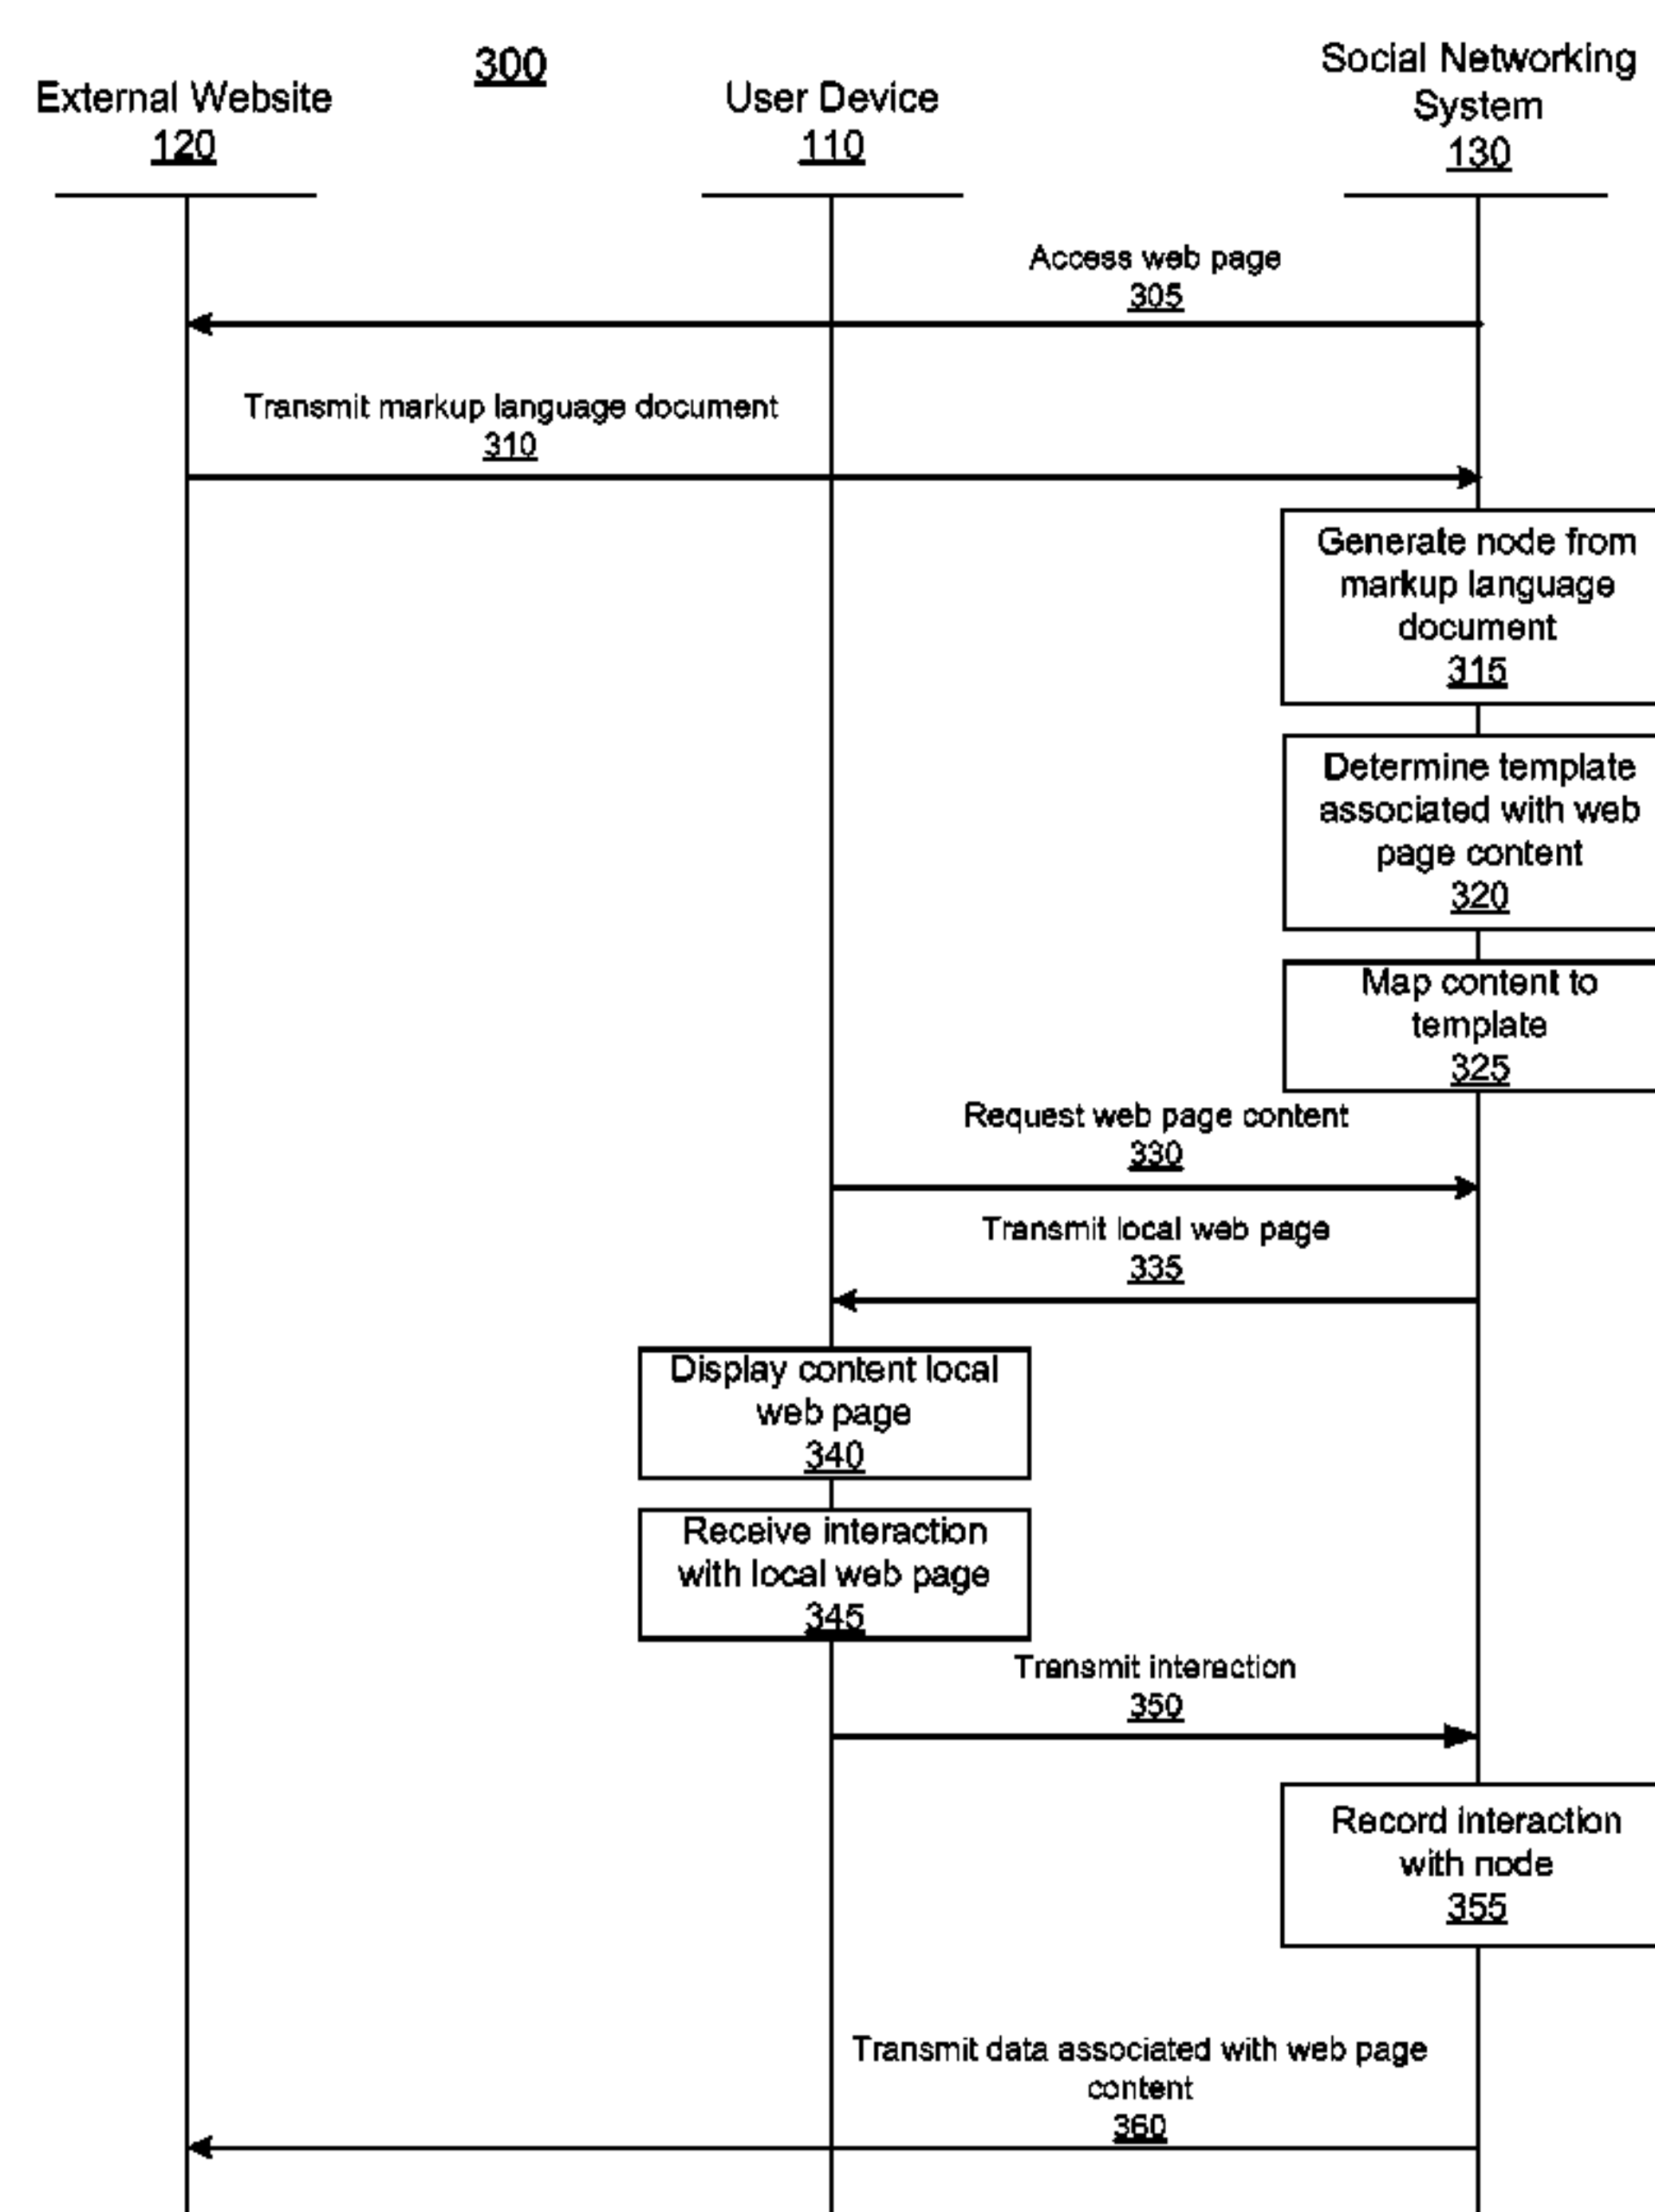 300
External Website
120
User Device
110
Social Networking
System
130
Access web page
305
Transmit markup language document
310
Generate node from
markup language
document
315
Determine template
associated with web
page content
320
Map content to
template
325
Request web page content
330
Transmit local web page
335
Display content local
web page
340
Receive interaction
with local web page
345
Transmit interaction
350
Record interaction
with node
355
Transmit data associated with web page
content
360